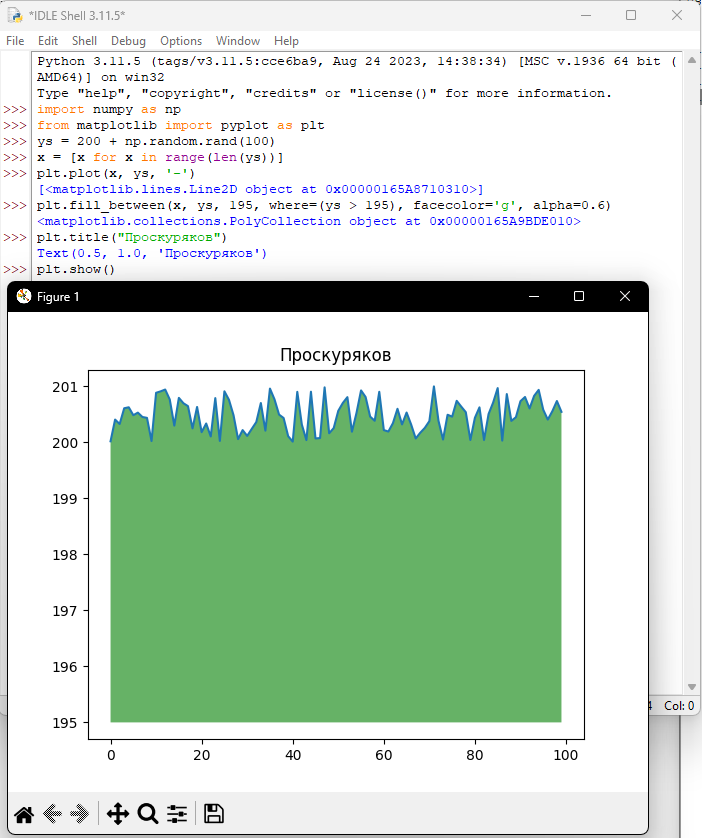 *IDLE Shell 3.11.5*
File Edit Shell Debug Options Window Help
Python 3.11.5 (tags/v3.11.5:cce6ba9, Aug 24 2023, 14:38:34) [MSC v.1936 64 bit (
AMD64)] on win32
Type "help", "copyright", "credits" or "license()" for more information.
>>> import numpy as np
>>> from matplotlib import pyplot as plt
>>> ys = 200 + np.random.rand(100)
>>> x = [x for x in range(len(ys))]
>>> plt.plot(x, ys, '-')
[<matplotlib.lines.Line2D object at 0x00000165A8710310>]
>>> plt.fill_between(x, ys, 195, where=(ys > 195), facecolor='g', alpha=0.6)
<matplotlib.collections.PolyCollection object at 0x00000165A9BDE010>
>>> plt.title("Проскуряков")
Text(0.5, 1.0, 'Проскуряков')
>>> plt.show()
Figure 1
Проскуряков
201
200
199
198
197
196
195
0 20 40 60 80 100
4 Col: 0